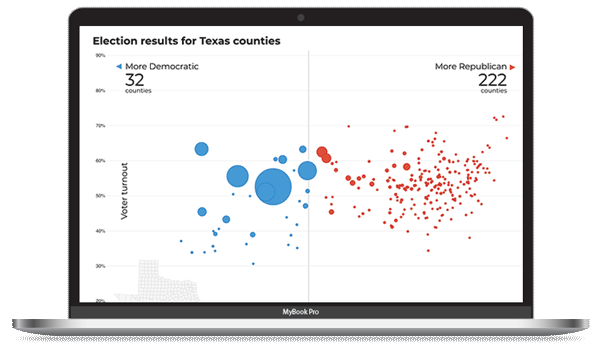 Election results for Texas counties
90%
◀ More Democratic
32
counties
More Republican ▶
222
counties
80%
70%
60%
50%
40%
30%
20%
Voter turnout
MyBook Pro